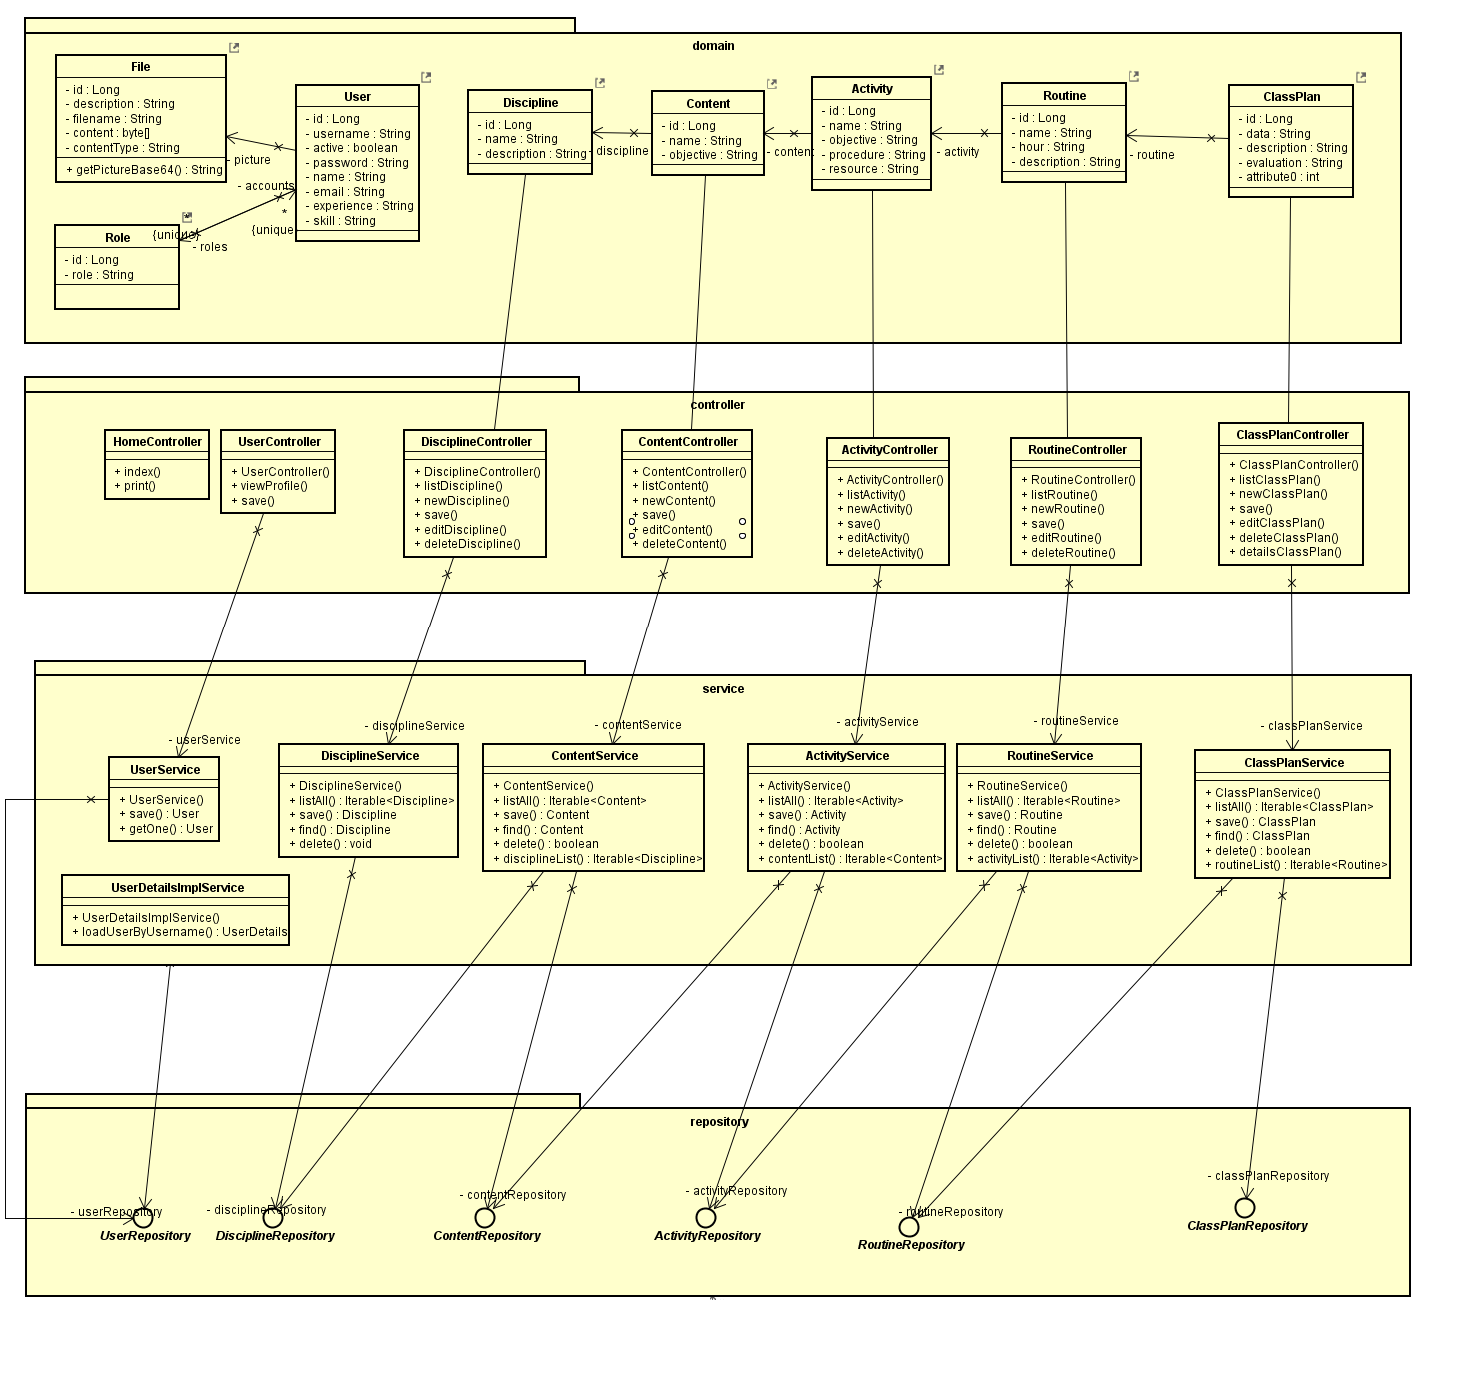 domain
File
- id : Long
- description : String
- filename : String
- content : byte[]
- contentType : String
+ getPictureBase64() : String
User
- id : Long
- username : String
- active : boolean
- password : String
- name : String
- email : String
- experience : String
- skill : String
Role
- id : Long
- role : String
- picture
- accounts
*
{unique
*
{unique}
- roles
Discipline
- id : Long
- name : String
- description : String
- discipline
Content
- id : Long
- name : String
- objective : String
- content
Activity
- id : Long
- name : String
- objective : String
- procedure : String
- resource : String
- activity
Routine
- id : Long
- name : String
- hour : String
- description : String
- routine
ClassPlan
- id : Long
- data : String
- description : String
- evaluation : String
- attribute0 : int
controller
HomeController
+ index()
+ print()
UserController
+ UserController()
+ viewProfile()
+ save()
DisciplineController
+ DisciplineController()
+ listDiscipline()
+ newDiscipline()
+ save()
+ editDiscipline()
+ deleteDiscipline()
ContentController
+ ContentController()
+ listContent()
+ newContent()
+ save()
+ editContent()
+ deleteContent()
ActivityController
+ ActivityController()
+ listActivity()
+ newActivity()
+ save()
+ editActivity()
+ deleteActivity()
RoutineController
+ RoutineController()
+ listRoutine()
+ newRoutine()
+ save()
+ editRoutine()
+ deleteRoutine()
ClassPlanController
+ ClassPlanController()
+ listClassPlan()
+ newClassPlan()
+ save()
+ editClassPlan()
+ deleteClassPlan()
+ detailsClassPlan()
service
- userService
- disciplineService
- contentService
- activityService
- routineService
- classPlanService
UserService
+ UserService()
+ save() : User
+ getOne() : User
UserDetailsImplService
+ UserDetailsImplService()
+ loadUserByUsername() : UserDetails
DisciplineService
+ DisciplineService()
+ listAll() : Iterable<Discipline>
+ save() : Discipline
+ find() : Discipline
+ delete() : void
ContentService
+ ContentService()
+ listAll() : Iterable<Content>
+ save() : Content
+ find() : Content
+ delete() : boolean
+ disciplineList() : Iterable<Discipline>
ActivityService
+ ActivityService()
+ listAll() : Iterable<Activity>
+ save() : Activity
+ find() : Activity
+ delete() : boolean
+ contentList() : Iterable<Content>
RoutineService
+ RoutineService()
+ listAll() : Iterable<Routine>
+ save() : Routine
+ find() : Routine
+ delete() : boolean
+ activityList() : Iterable<Activity>
ClassPlanService
+ ClassPlanService()
+ listAll() : Iterable<ClassPlan>
+ save() : ClassPlan
+ find() : ClassPlan
+ delete() : boolean
+ routineList() : Iterable<Routine>
repository
- userRepository
- disciplineRepository
- contentRepository
- activityRepository
- routineRepository
- classPlanRepository
UserRepository
DisciplineRepository
ContentRepository
ActivityRepository
RoutineRepository
ClassPlanRepository